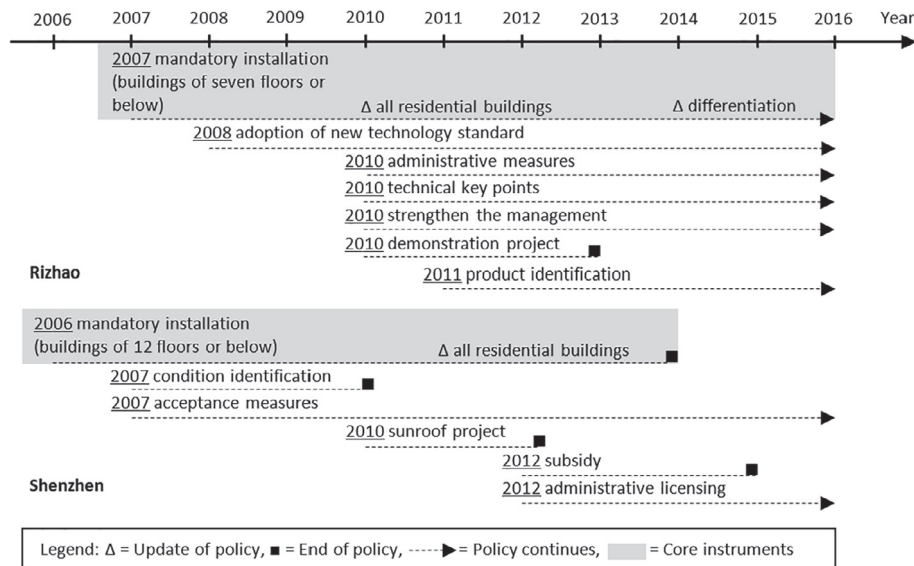 2006 2007 2008 2009 2010 2011 2012 2013 2014 2015 2016 Year
2007 mandatory installation
(buildings of seven floors or
below)
Δ all residential buildings
Δ differentiation
2008 adoption of new technology standard
2010 administrative measures
2010 technical key points
2010 strengthen the management
2010 demonstration project
Rizhao
2011 product identification
2006 mandatory installation
(buildings of 12 floors or below)
Δ all residential buildings
2007 condition identification
2007 acceptance measures
2010 sunroof project
2012 subsidy
Shenzhen
2012 administrative licensing
Legend: Δ = Update of policy, ■ = End of policy, -----► = Policy continues, = Core instruments